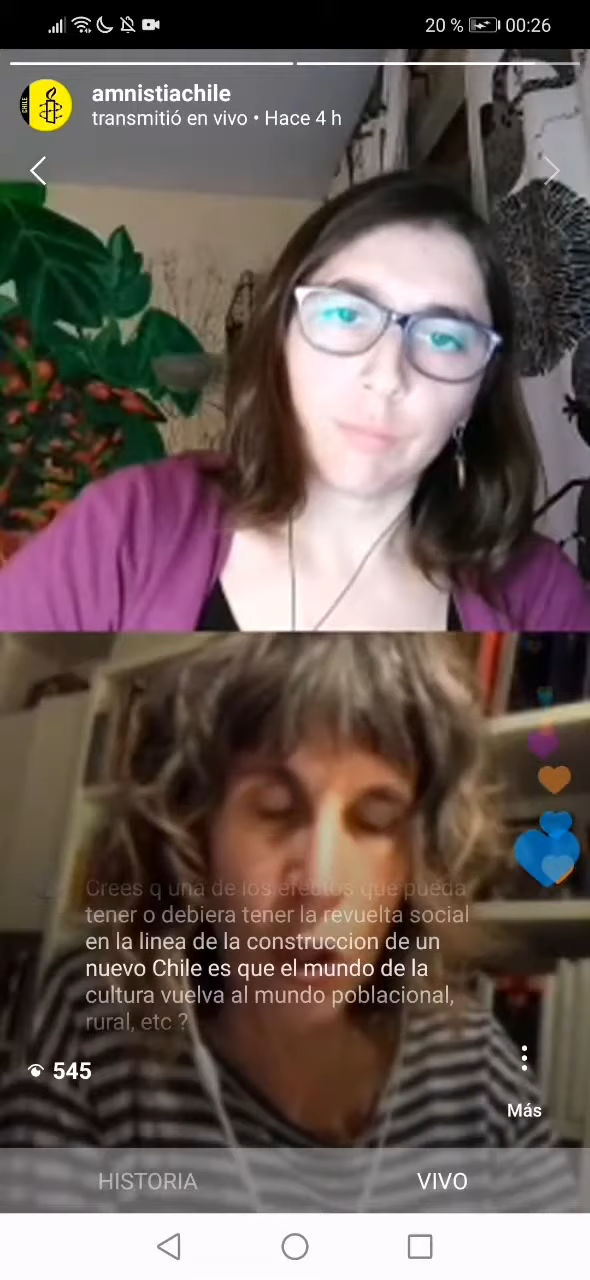 20 % 00:26
CHILE
amnistiachile
transmitió en vivo • Hace 4 h
Crees q una de los efectos que pueda
tener o debiera tener la revuelta social
en la linea de la construccion de un
nuevo Chile es que el mundo de la
cultura vuelva al mundo poblacional,
rural, etc ?
545
Más
HISTORIA VIVO